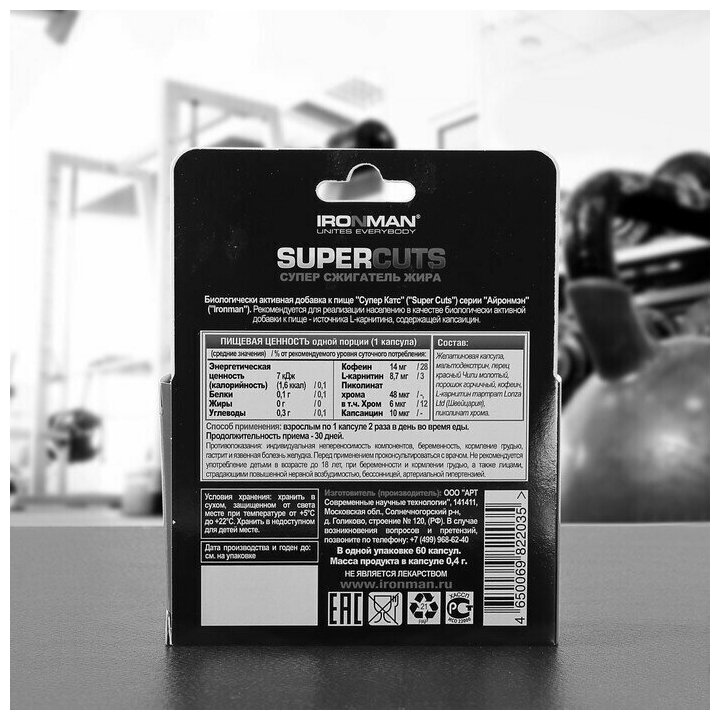 IRONMAN®
UNITES EVERYBODY
SUPERCUTS
СУПЕР СЖИГАТЕЛЬ ЖИРА
Биологически активная добавка к пище "Супер Катс" ("Super Cuts") серии "Айронмэн"
("Ironman"). Рекомендуется для реализации населению в качестве биологически активной
добавки к пище - источника L-карнитина, содержащей капсаицин.
ПИЩЕВАЯ ЦЕННОСТЬ одной порции (1 капсула)
(средние значения) / % от рекомендуемого уровня суточного потребления:
Энергетическая
ценность 7 кДж
(калорийность) (1,6 ккал) / 0,1
Белки 0,1 г / 0,1
Жиры 0 г / 0
Углеводы 0,3 г / 0,1
Кофеин 14 мг / 28
L-карнитин 8,7 мг / 3
Пиколинат
хрома 48 мкг / -,
в т.ч. Хром 6 мкг / 12
Капсаицин 10 мкг / -
Состав:
Желатиновая капсула,
мальтодекстрин, перец
красный Чили молотый,
порошок горчичный, кофеин,
L-карнитин тартрат Lonza
Ltd (Швейцария),
пиколинат хрома.
Способ применения: взрослым по 1 капсуле 2 раза в день во время еды.
Продолжительность приема - 30 дней.
Противопоказания: индивидуальная непереносимость компонентов, беременность, кормление грудью,
гастрит и язвенная болезнь желудка. Перед применением проконсультироваться с врачом. Не рекомендуется
употребление детьми в возрасте до 18 лет, при беременности и кормлении грудью, а также лицами,
страдающими повышенной нервной возбудимостью, бессонницей, артериальной гипертензией.
Условия хранения: хранить в
сухом, защищенном от света
месте при температуре от +5°С
до +22°С. Хранить в недоступном
для детей месте.
Дата производства и годен до:
см. на упаковке
Изготовитель (производитель): ООО "АРТ
Современные научные технологии", 141411,
Московская обл., Солнечногорский р-н,
д. Голиково, строение № 120, (РФ). В случае
возникновения вопросов и претензий,
позвоните по телефону: +7 (499) 968-62-40
В одной упаковке 60 капсул.
Масса продукта в капсуле 0,4 г.
НЕ ЯВЛЯЕТСЯ ЛЕКАРСТВОМ
www.ironman.ru
EAC
21
PAP
ХАССП
ИСО 22000
4 650069 822035 >